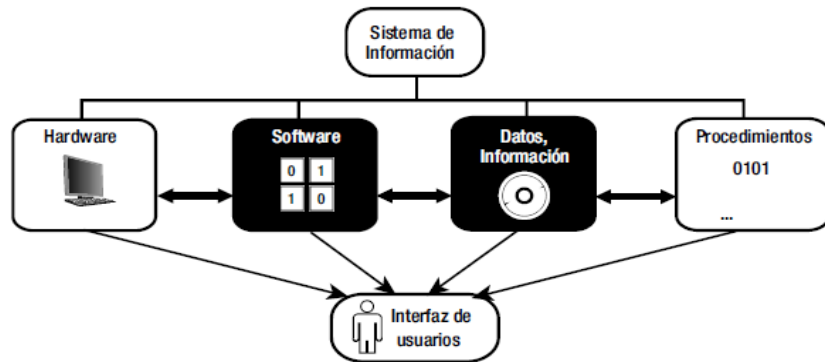 Sistema de
Información
Hardware
Software
0 1
1 0
Datos,
Información
Procedimientos
0101
...
Interfaz de
usuarios